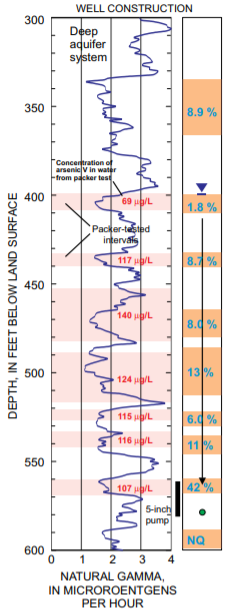 WELL CONSTRUCTION
300
Deep
aquifer
system
8.9 %
350
Concentration of
arsenic V in water
from packer test
400
69 µg/L
1.8 %
Packer-tested
intervals
117 µg/L
8.7 %
450
140 µg/L
8.0 %
500
124 µg/L
13 %
115 µg/L
6.0 %
116 µg/L
11 %
550
107 µg/L
42 %
5-inch
pump
NQ
600
DEPTH, IN FEET BELOW LAND SURFACE
0 1 2 3 4
NATURAL GAMMA,
IN MICROROENTGENS
PER HOUR